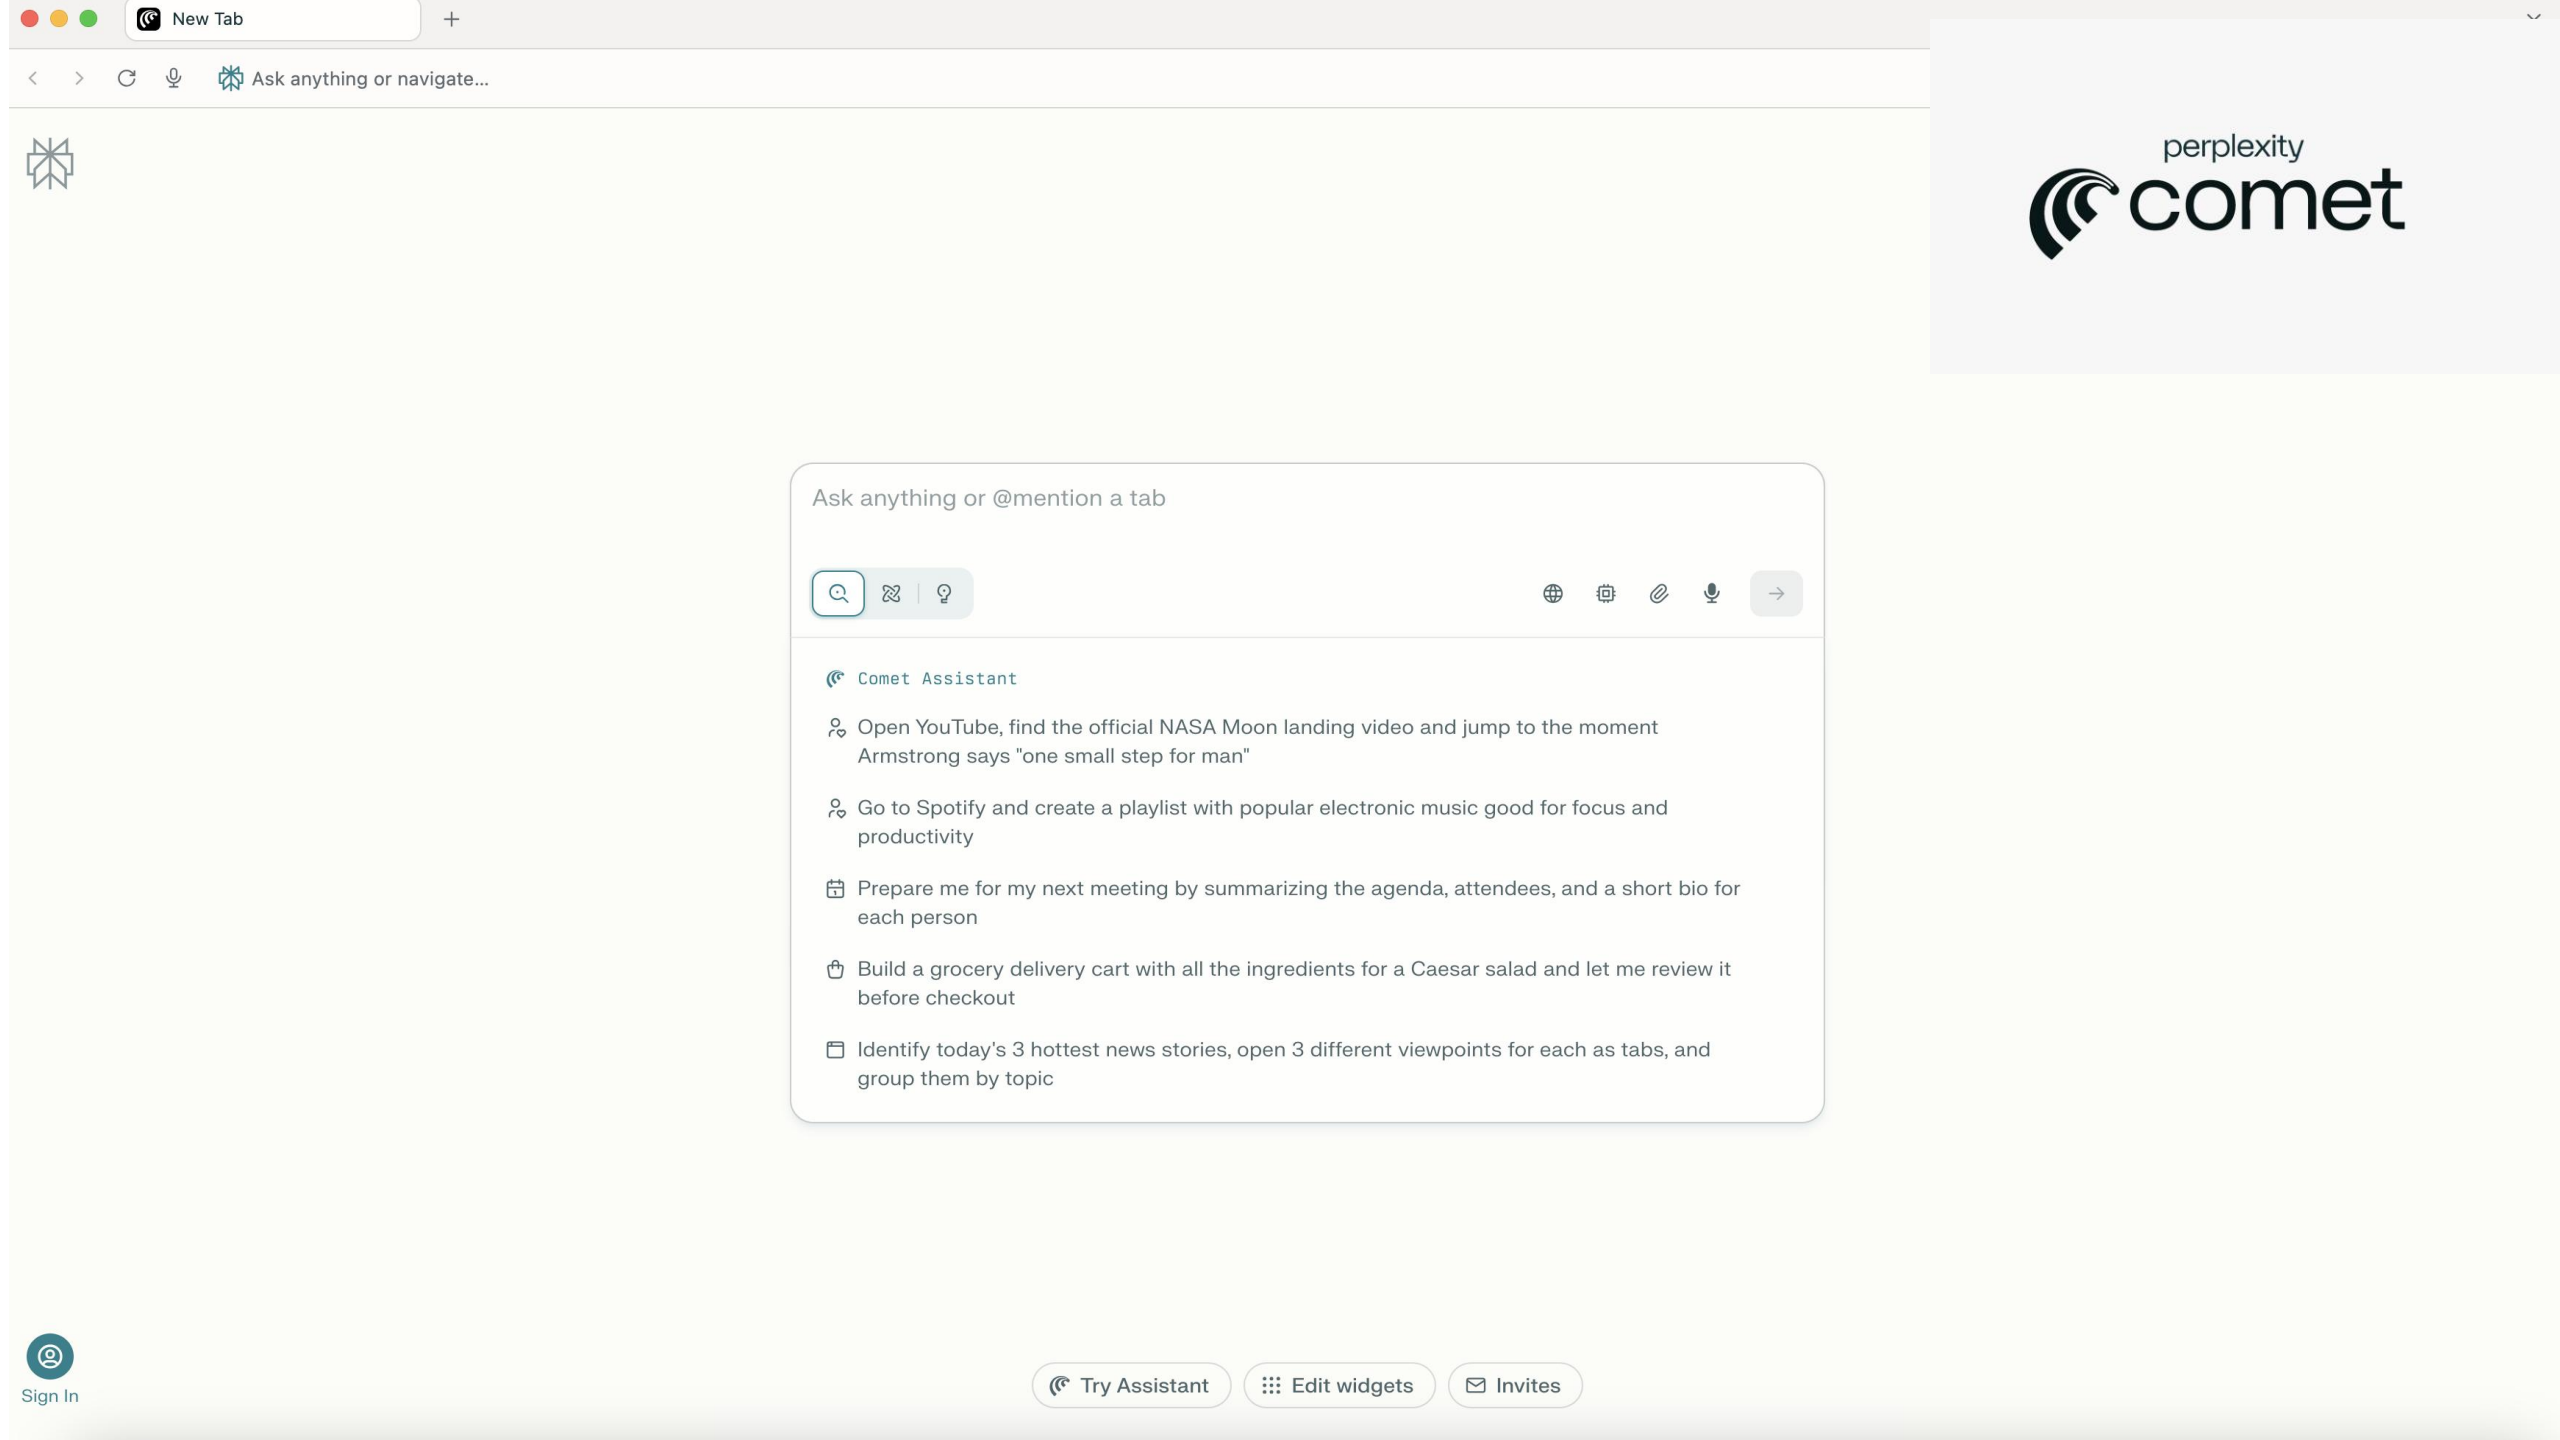 New Tab
Ask anything or navigate...
perplexity
comet
Ask anything or @mention a tab
Comet Assistant
Open YouTube, find the official NASA Moon landing video and jump to the moment
Armstrong says "one small step for man"
Go to Spotify and create a playlist with popular electronic music good for focus and
productivity
Prepare me for my next meeting by summarizing the agenda, attendees, and a short bio for
each person
Build a grocery delivery cart with all the ingredients for a Caesar salad and let me review it
before checkout
Identify today's 3 hottest news stories, open 3 different viewpoints for each as tabs, and
group them by topic
Sign In
Try Assistant
Edit widgets
Invites